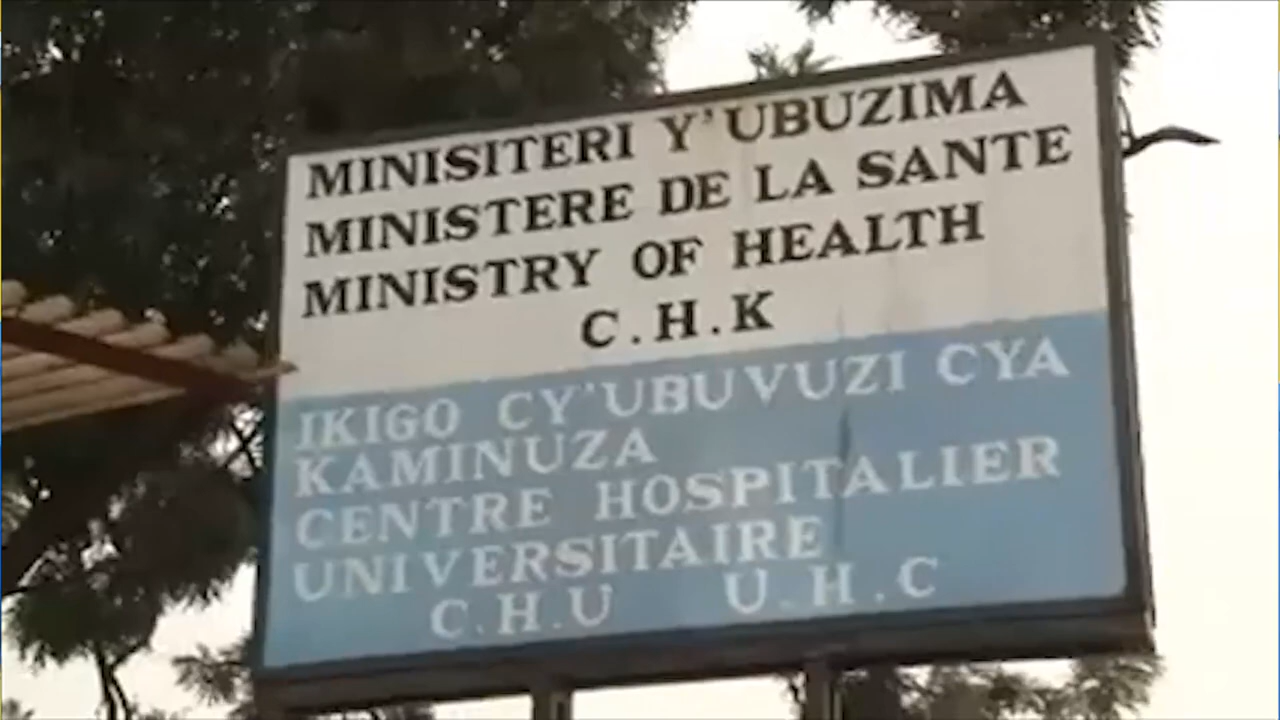 MINISITERI Y'UBUZIMA
MINISTERE DE LA SANTE
MINISTRY OF HEALTH
C.H.K
IKIGO CY'UBUVUZI CYA
KAMINUZA
CENTRE HOSPITALIER
UNIVERSITAIRE
C.H.U U.H.C